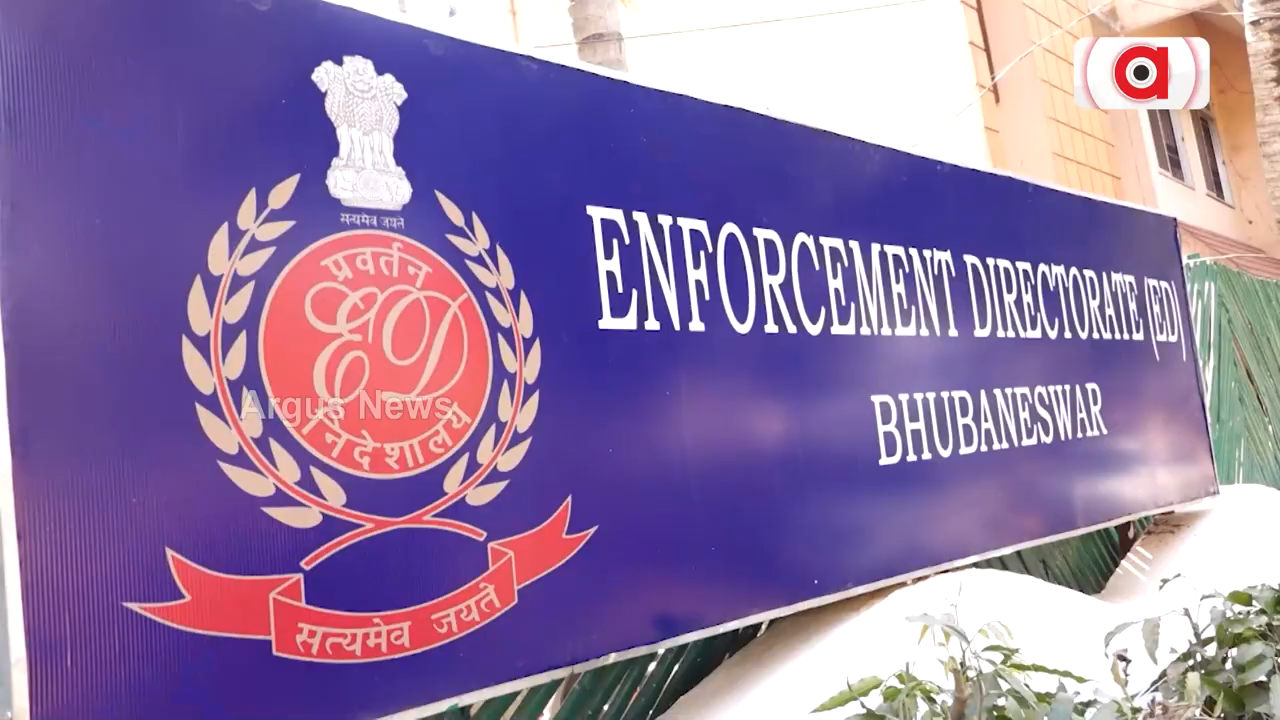 सत्यमेव जयते
प्रवर्तन
ED
निदेशालय
सत्यमेव जयते
ENFORCEMENT DIRECTORATE (ED)
BHUBANESWAR
Argus News
a